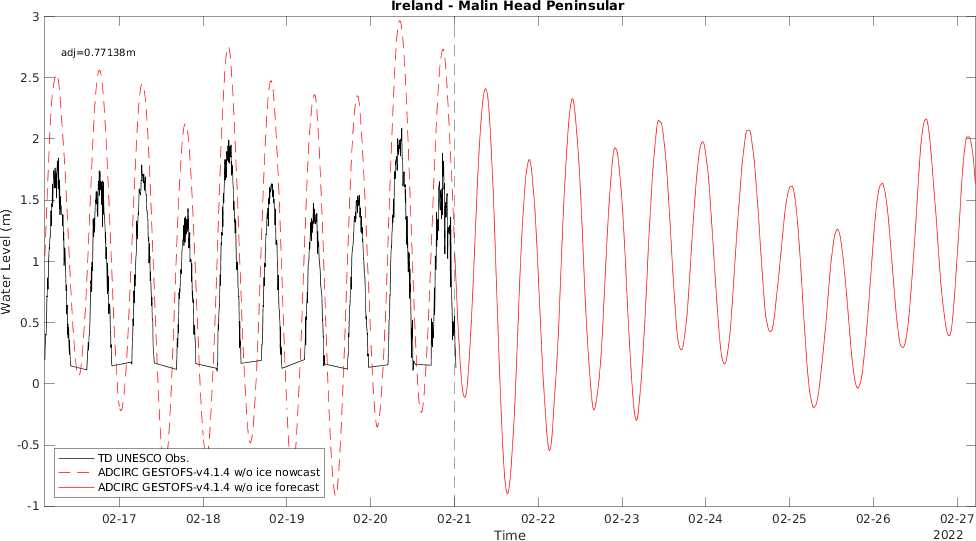 Ireland - Malin Head Peninsular
adj=0.77138m
3
2.5
2
1.5
1
0.5
0
-0.5
-1
Water Level (m)
TD UNESCO Obs.
ADCIRC GESTOFS-v4.1.4 w/o ice nowcast
ADCIRC GESTOFS-v4.1.4 w/o ice forecast
02-17 02-18 02-19 02-20 02-21 02-22 02-23 02-24 02-25 02-26 02-27
2022
Time